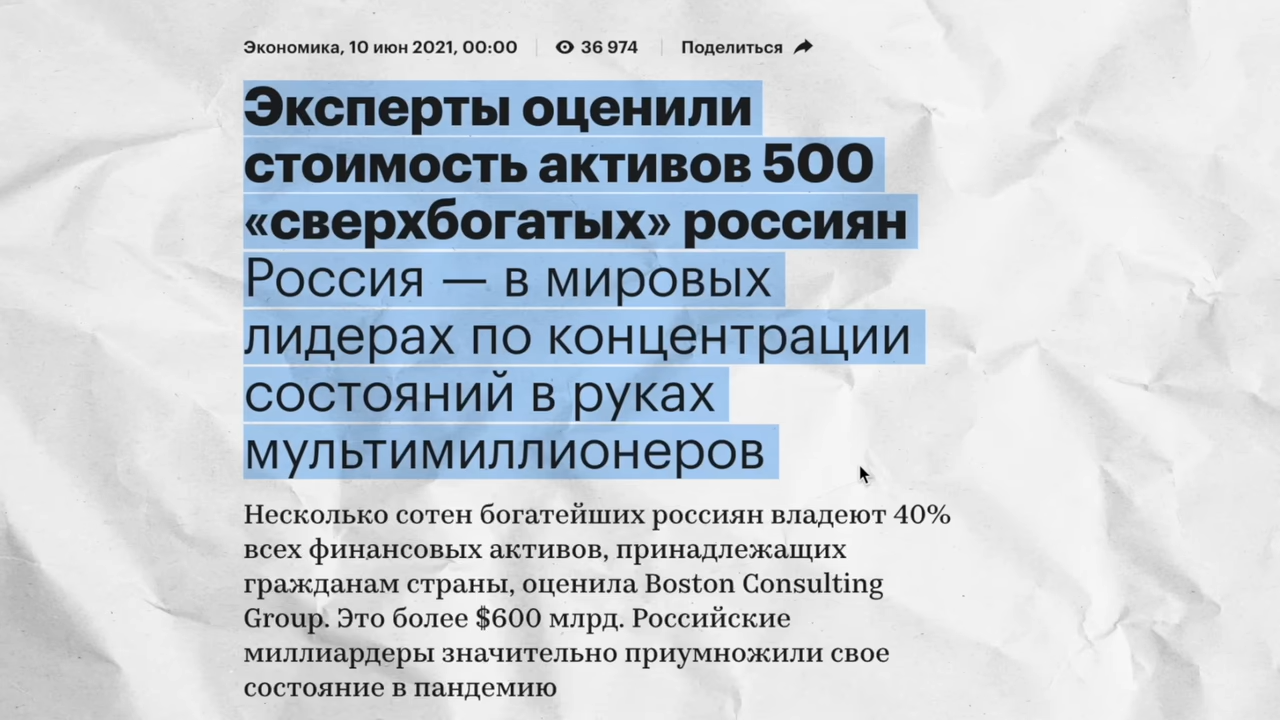 Экономика, 10 июн 2021, 00:00 36 974 Поделиться
Эксперты оценили
стоимость активов 500
«сверхбогатых» россиян
Россия — в мировых
лидерах по концентрации
состояний в руках
мультимиллионеров
Несколько сотен богатейших россиян владеют 40%
всех финансовых активов, принадлежащих
гражданам страны, оценила Boston Consulting
Group. Это более $600 млрд. Российские
миллиардеры значительно приумножили свое
состояние в пандемию